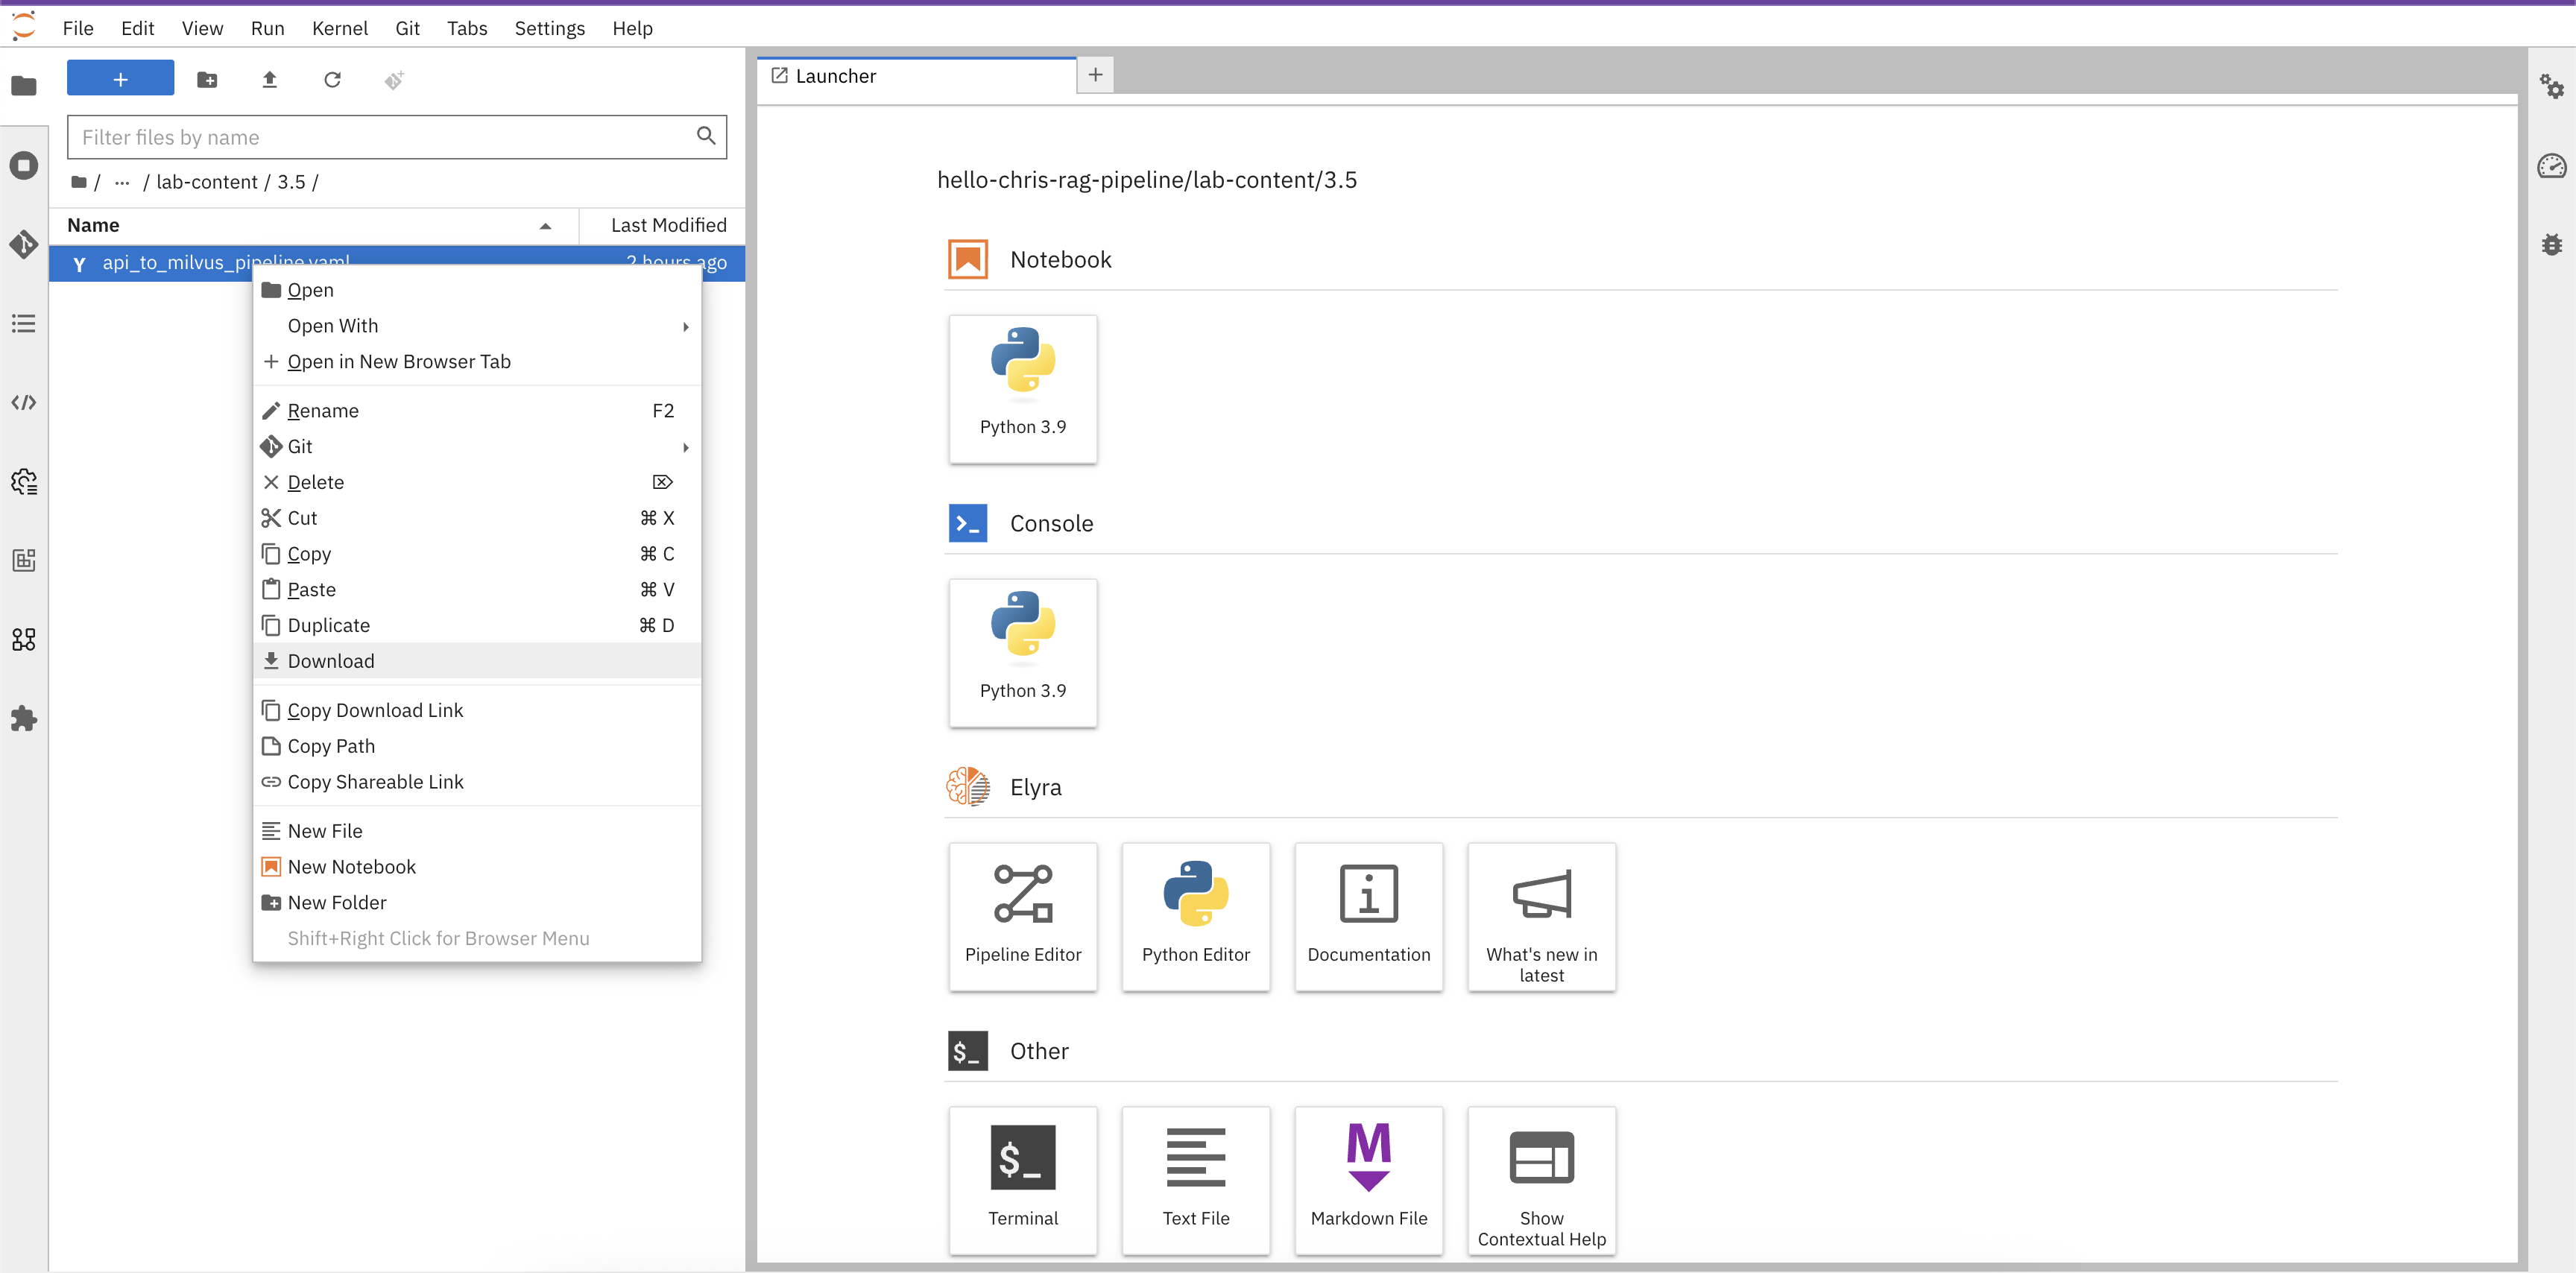 File Edit View Run Kernel Git Tabs Settings Help
Filter files by name
/ ... / lab-content / 3.5 /
Name Last Modified
Y api_to_milvus_pipeline.yaml 2 hours ago
Open
Open With
Open in New Browser Tab
Rename F2
Git
Delete
Cut ⌘ X
Copy ⌘ C
Paste ⌘ V
Duplicate ⌘ D
Download
Copy Download Link
Copy Path
Copy Shareable Link
New File
New Notebook
New Folder
Shift+Right Click for Browser Menu
Launcher
hello-chris-rag-pipeline/lab-content/3.5
Notebook
Python 3.9
Console
Python 3.9
Elyra
Pipeline Editor
Python Editor
Documentation
What's new in
latest
$_ Other
$_
Terminal
Text File
M
Markdown File
Show
Contextual Help